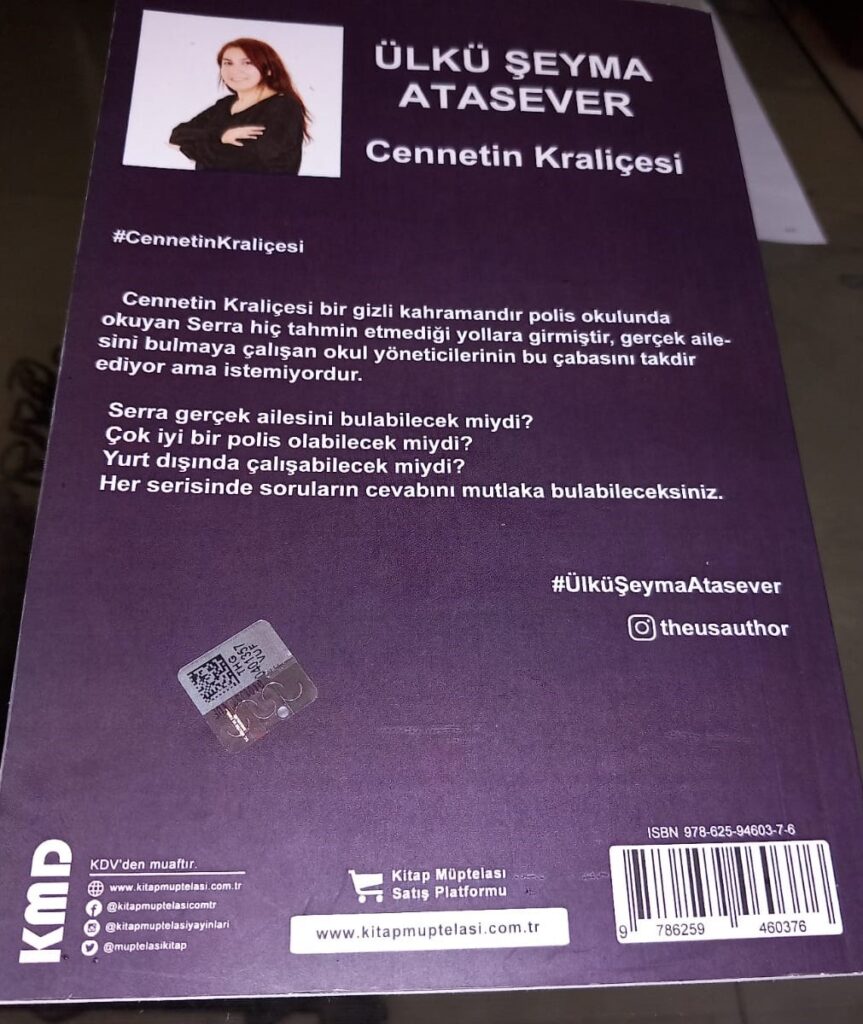 ÜLKÜ ŞEYMA
ATASEVER
Cennetin Kraliçesi
#CennetinKraliçesi
Cennetin Kraliçesi bir gizli kahramandır polis okulunda
okuyan Serra hiç tahmin etmediği yollara girmiştir, gerçek aile-
sini bulmaya çalışan okul yöneticilerinin bu çabasını takdir
ediyor ama istemiyordur.
Serra gerçek ailesini bulabilecek miydi?
Çok iyi bir polis olabilecek miydi?
Yurt dışında çalışabilecek miydi?
Her serisinde soruların cevabını mutlaka bulabileceksiniz.
#ÜlküŞeymaAtasever
theusauthor
THG
0401357
VUF
KMP
KDV'den muaftır.
www.kitapmuptelasi.com.tr
@kitapmuptelasicomtr
@kitapmuptelasiyayinlari
@muptelasikitap
Kitap Müptelası
Satış Platformu
www.kitapmuptelasi.com.tr
ISBN 978-625-94603-7-6
9 786259 460376